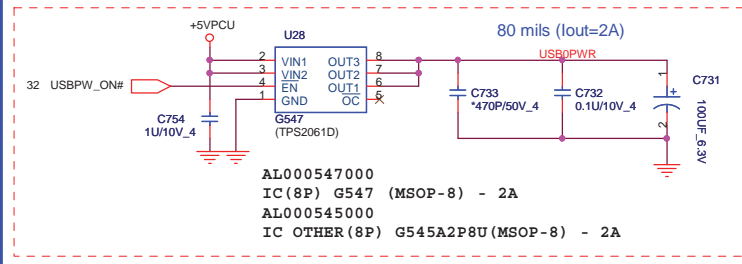 +5VPCU
U28
80 mils (Iout=2A)
USB0PWR
2 VIN1 OUT3 8
3 VIN2 OUT2 7
32 USBPW_ON# 4 EN OUT1 6
1 GND OC 5
G547
(TPS2061D)
C754
1U/10V_4
C733
*470P/50V_4
C732
0.1U/10V_4
1
+
2
C731
100UF_6.3V
AL000547000
IC(8P) G547 (MSOP-8) - 2A
AL000545000
IC OTHER(8P) G545A2P8U(MSOP-8) - 2A